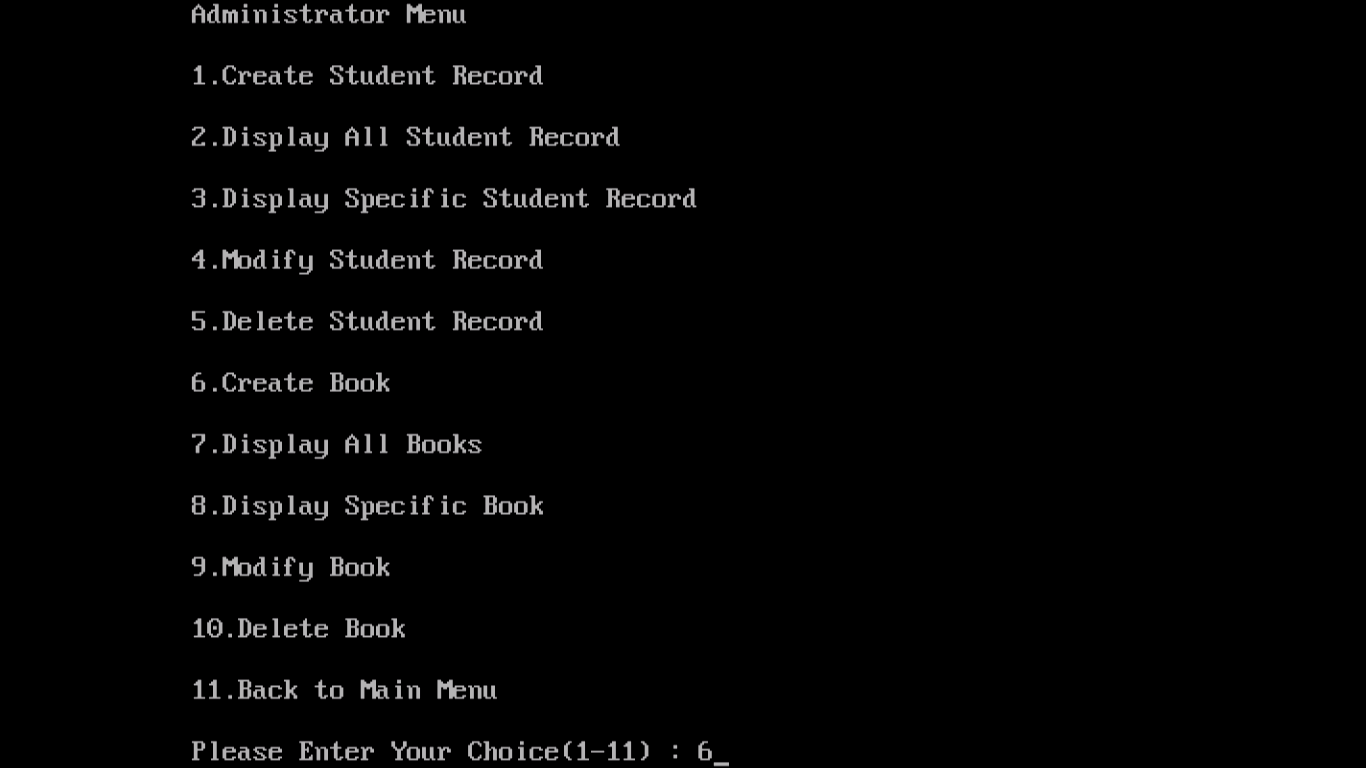 Administrator Menu
1.Create Student Record
2.Display All Student Record
3.Display Specific Student Record
4.Modify Student Record
5.Delete Student Record
6.Create Book
7.Display All Books
8.Display Specific Book
9.Modify Book
10.Delete Book
11.Back to Main Menu
Please Enter Your Choice(1-11) : 6_